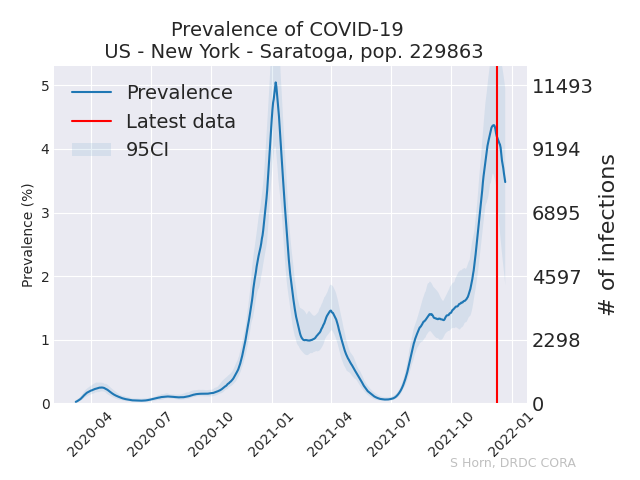 Prevalence of COVID-19
US - New York - Saratoga, pop. 229863
Prevalence
Latest data
95CI
Prevalence (%)
5
4
3
2
1
0
11493
9194
6895
4597
2298
0
# of infections
2020-04
2020-07
2020-10
2021-01
2021-04
2021-07
2021-10
2022-01
S Horn, DRDC CORA